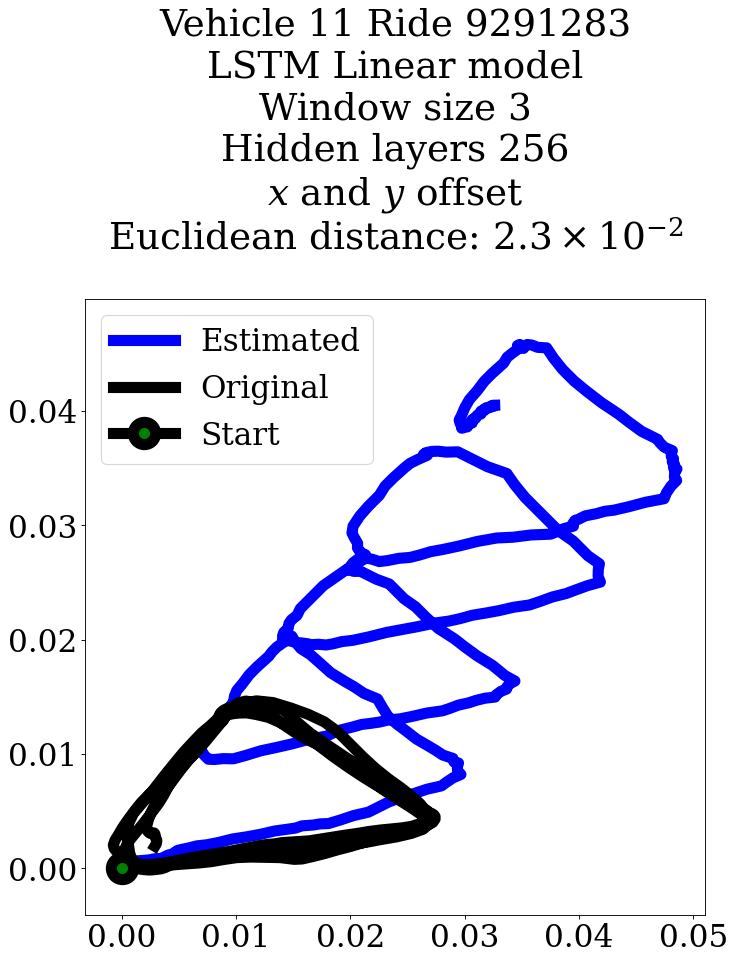 Vehicle 11 Ride 9291283
LSTM Linear model
Window size 3
Hidden layers 256
x and y offset
Euclidean distance: 2.3 × 10⁻²
Estimated
Original
Start
0.04
0.03
0.02
0.01
0.00
0.00 0.01 0.02 0.03 0.04 0.05